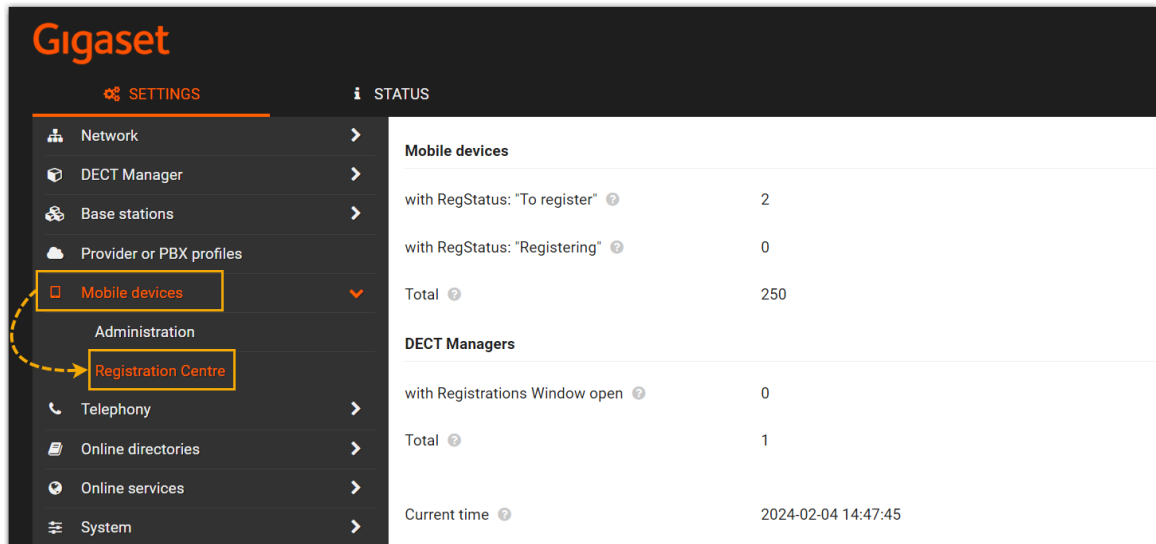 Gigaset
SETTINGS
STATUS
Network
DECT Manager
Base stations
Provider or PBX profiles
Mobile devices
Administration
Registration Centre
Telephony
Online directories
Online services
System
Mobile devices
with RegStatus: "To register" 2
with RegStatus: "Registering" 0
Total 250
DECT Managers
with Registrations Window open 0
Total 1
Current time 2024-02-04 14:47:45